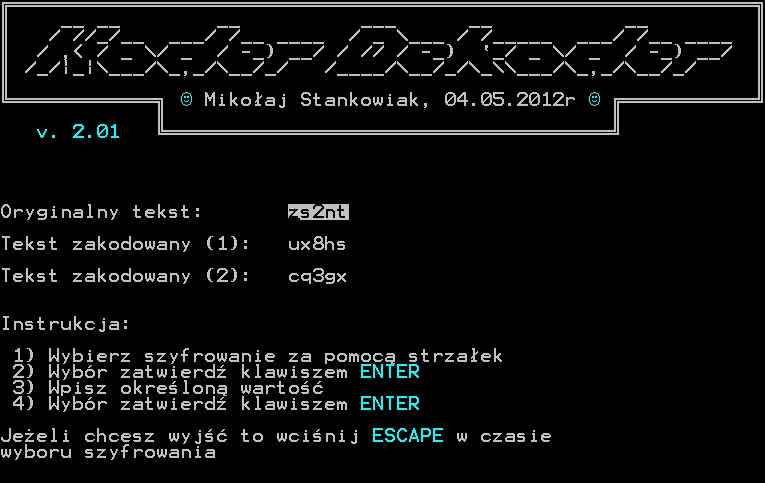 Koder DeKoder
☺ Mikołaj Stankowiak, 04.05.2012r ☺
v. 2.01
Oryginalny tekst: zs2nt
Tekst zakodowany (1): ux8hs
Tekst zakodowany (2): cq3gx
Instrukcja:
1) Wybierz szyfrowanie za pomocą strzałek
2) Wybór zatwierdź klawiszem ENTER
3) Wpisz określoną wartość
4) Wybór zatwierdź klawiszem ENTER
Jeżeli chcesz wyjść to wciśnij ESCAPE w czasie
wyboru szyfrowania